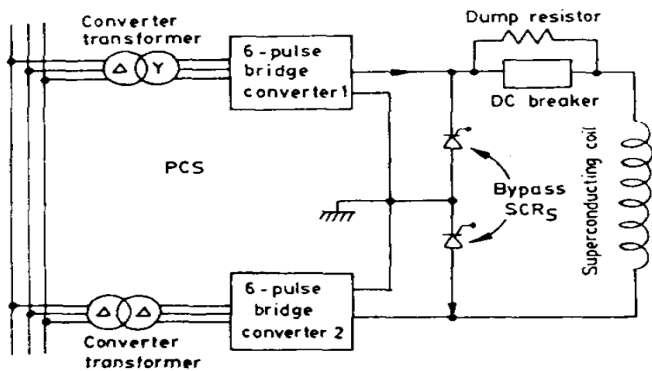 Converter
transformer
Δ Y
6-pulse
bridge
converter 1
Dump resistor
DC breaker
Superconducting coil
PCS
Bypass
SCRS
Δ Δ
Converter
transformer
6-pulse
bridge
converter 2